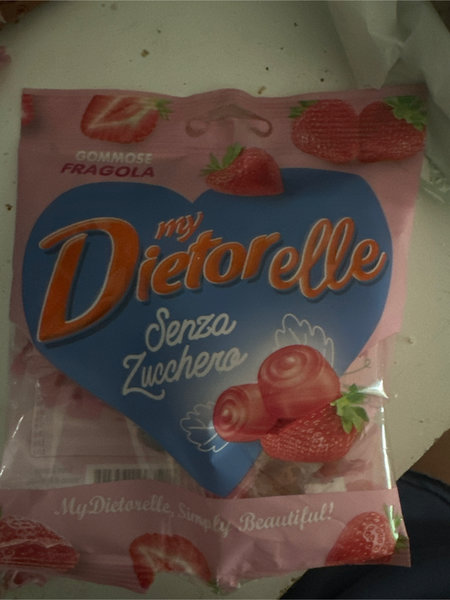 GOMMOSE
FRAGOLA
my
Dietorelle
Senza
Zucchero
MyDietorelle, Simply Beautiful!